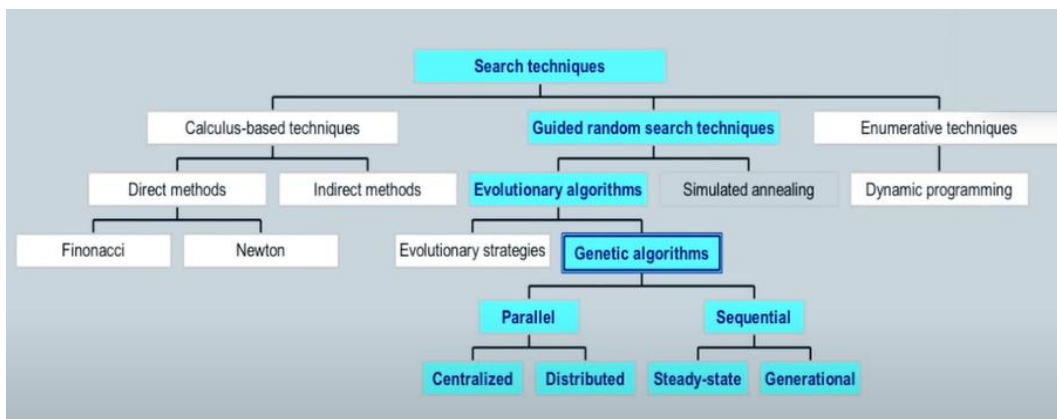 Search techniques
Calculus-based techniques
Guided random search techniques
Enumerative techniques
Direct methods
Indirect methods
Evolutionary algorithms
Simulated annealing
Dynamic programming
Finonacci
Newton
Evolutionary strategies
Genetic algorithms
Parallel
Sequential
Centralized
Distributed
Steady-state
Generational